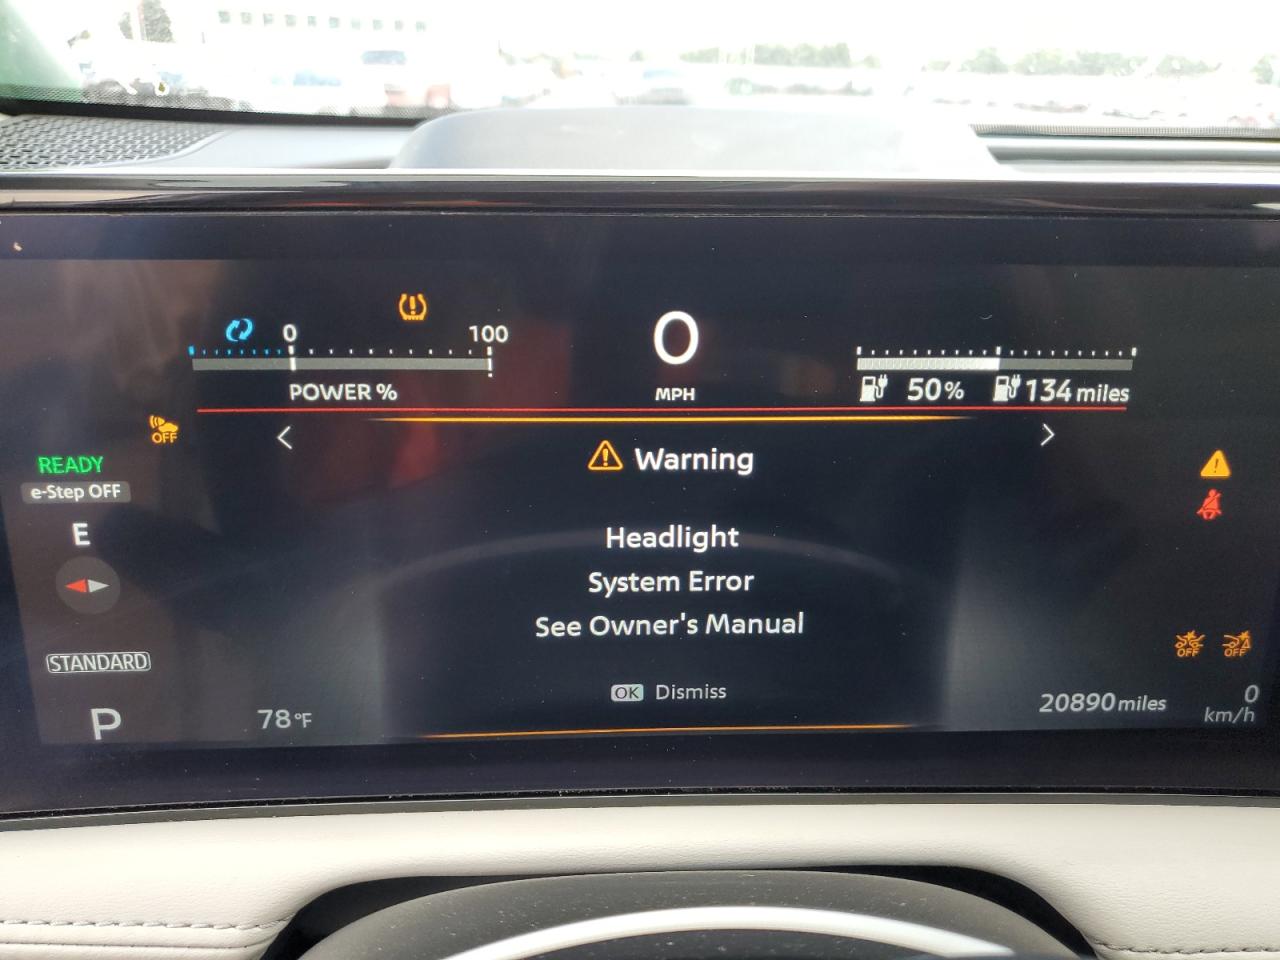 0
100
POWER %
0
MPH
50%
134 miles
OFF
Warning
READY
e-Step OFF
E
Headlight
System Error
See Owner's Manual
OFF
OFF
STANDARD
OK Dismiss
P
78°F
20890 miles
0
km/h